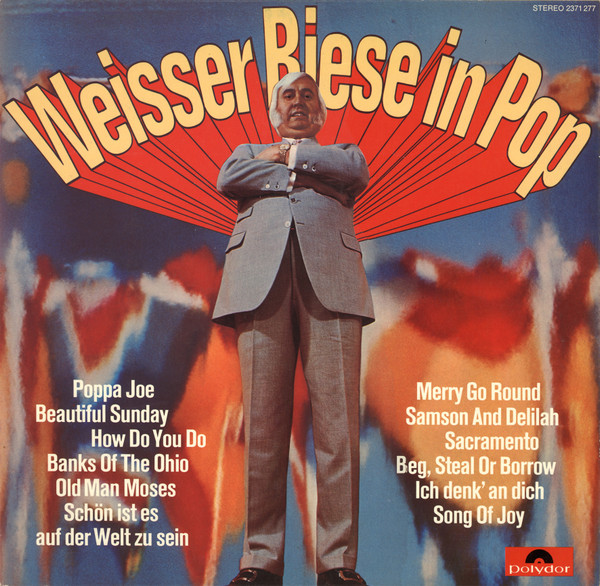 STEREO 2371 277
Weisser Riese in Pop
Poppa Joe
Beautiful Sunday
How Do You Do
Banks Of The Ohio
Old Man Moses
Schön ist es
auf der Welt zu sein
Merry Go Round
Samson And Delilah
Sacramento
Beg, Steal Or Borrow
Ich denk' an dich
Song Of Joy
polydor